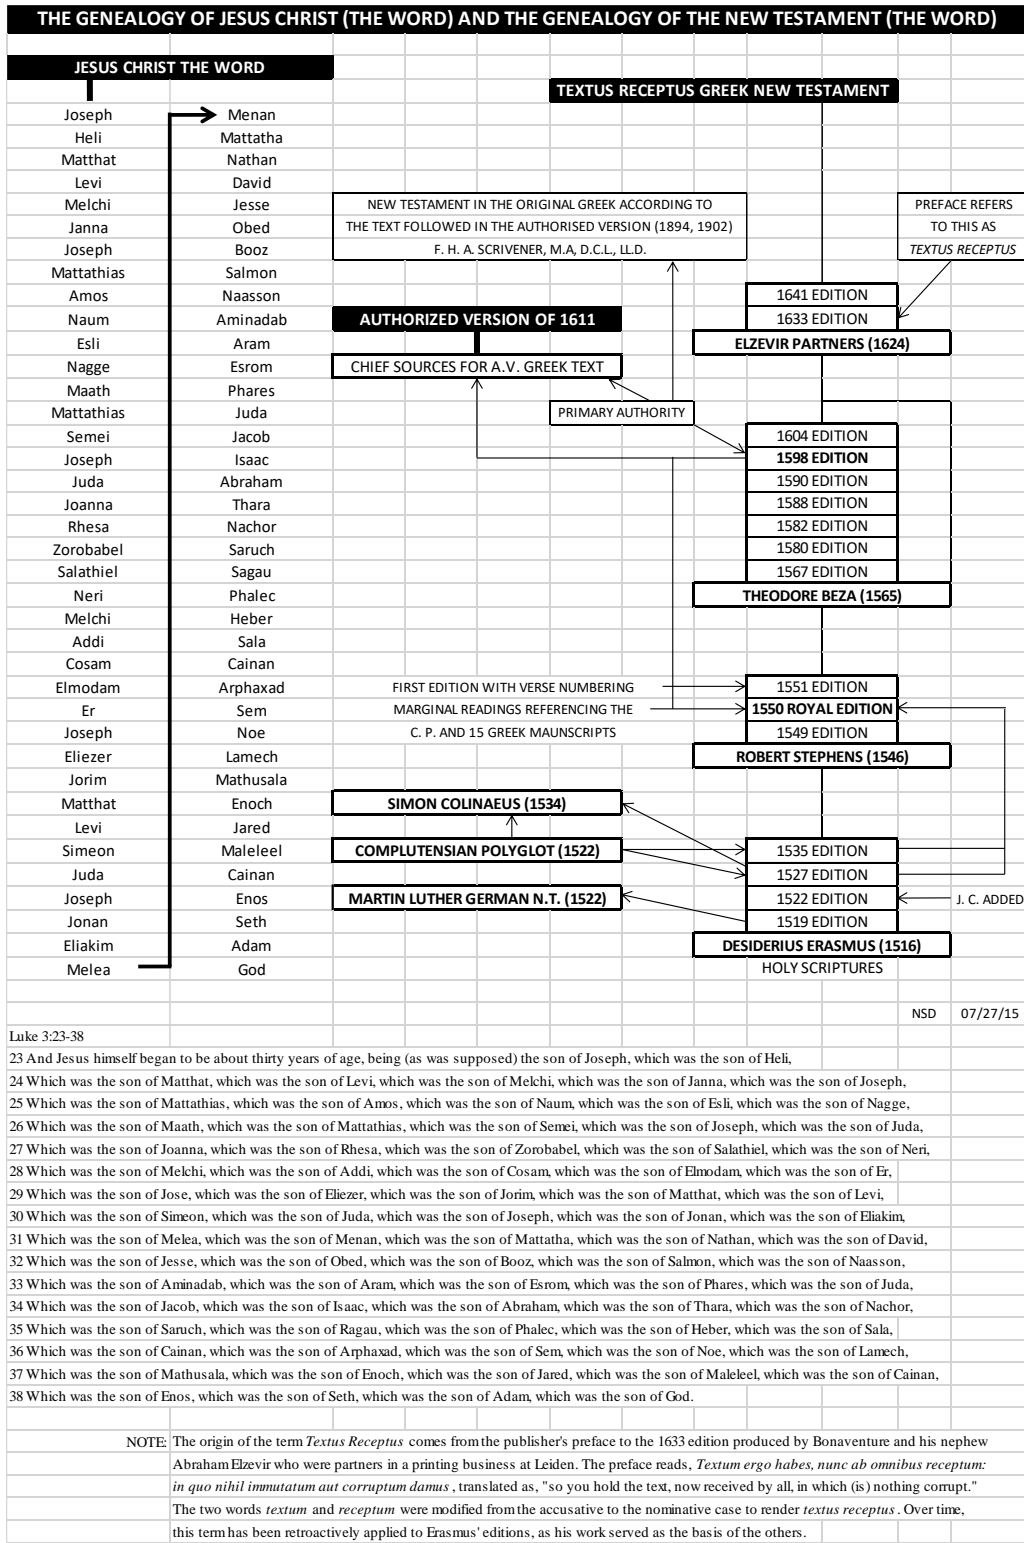 THE GENEALOGY OF JESUS CHRIST (THE WORD) AND THE GENEALOGY OF THE NEW TESTAMENT (THE WORD)
JESUS CHRIST THE WORD
Joseph
Heli
Matthat
Levi
Melchi
Janna
Joseph
Mattathias
Amos
Naum
Esli
Nagge
Maath
Mattathias
Semei
Joseph
Juda
Joanna
Rhesa
Zorobabel
Salathiel
Neri
Melchi
Addi
Cosam
Elmodam
Er
Joseph
Eliezer
Jorim
Matthat
Levi
Simeon
Juda
Joseph
Jonan
Eliakim
Melea
Menan
Mattatha
Nathan
David
Jesse
Obed
Booz
Salmon
Naasson
Aminadab
Aram
Esrom
Phares
Juda
Jacob
Isaac
Abraham
Thara
Nachor
Saruch
Sagau
Phalec
Heber
Sala
Cainan
Arphaxad
Sem
Noe
Lamech
Mathusala
Enoch
Jared
Maleleel
Cainan
Enos
Seth
Adam
God
TEXTUS RECEPTUS GREEK NEW TESTAMENT
NEW TESTAMENT IN THE ORIGINAL GREEK ACCORDING TO
THE TEXT FOLLOWED IN THE AUTHORISED VERSION (1894, 1902)
F. H. A. SCRIVENER, M.A, D.C.L., LL.D.
PREFACE REFERS
TO THIS AS
TEXTUS RECEPTUS
1641 EDITION
1633 EDITION
ELZEVIR PARTNERS (1624)
AUTHORIZED VERSION OF 1611
CHIEF SOURCES FOR A.V. GREEK TEXT
PRIMARY AUTHORITY
1604 EDITION
1598 EDITION
1590 EDITION
1588 EDITION
1582 EDITION
1580 EDITION
1567 EDITION
THEODORE BEZA (1565)
FIRST EDITION WITH VERSE NUMBERING
MARGINAL READINGS REFERENCING THE
C. P. AND 15 GREEK MAUNSCRIPTS
1551 EDITION
1550 ROYAL EDITION
1549 EDITION
ROBERT STEPHENS (1546)
SIMON COLINAEUS (1534)
COMPLUTENSIAN POLYGLOT (1522)
MARTIN LUTHER GERMAN N.T. (1522)
1535 EDITION
1527 EDITION
1522 EDITION
J. C. ADDED
1519 EDITION
DESIDERIUS ERASMUS (1516)
HOLY SCRIPTURES
NSD 07/27/15
Luke 3:23-38
23 And Jesus himself began to be about thirty years of age, being (as was supposed) the son of Joseph, which was the son of Heli,
24 Which was the son of Matthat, which was the son of Levi, which was the son of Melchi, which was the son of Janna, which was the son of Joseph,
25 Which was the son of Mattathias, which was the son of Amos, which was the son of Naum, which was the son of Esli, which was the son of Nagge,
26 Which was the son of Maath, which was the son of Mattathias, which was the son of Semei, which was the son of Joseph, which was the son of Juda,
27 Which was the son of Joanna, which was the son of Rhesa, which was the son of Zorobabel, which was the son of Salathiel, which was the son of Neri,
28 Which was the son of Melchi, which was the son of Addi, which was the son of Cosam, which was the son of Elmodam, which was the son of Er,
29 Which was the son of Jose, which was the son of Eliezer, which was the son of Jorim, which was the son of Matthat, which was the son of Levi,
30 Which was the son of Simeon, which was the son of Juda, which was the son of Joseph, which was the son of Jonan, which was the son of Eliakim,
31 Which was the son of Melea, which was the son of Menan, which was the son of Mattatha, which was the son of Nathan, which was the son of David,
32 Which was the son of Jesse, which was the son of Obed, which was the son of Booz, which was the son of Salmon, which was the son of Naasson,
33 Which was the son of Aminadab, which was the son of Aram, which was the son of Esrom, which was the son of Phares, which was the son of Juda,
34 Which was the son of Jacob, which was the son of Isaac, which was the son of Abraham, which was the son of Thara, which was the son of Nachor,
35 Which was the son of Saruch, which was the son of Ragau, which was the son of Phalec, which was the son of Heber, which was the son of Sala,
36 Which was the son of Cainan, which was the son of Arphaxad, which was the son of Sem, which was the son of Noe, which was the son of Lamech,
37 Which was the son of Mathusala, which was the son of Enoch, which was the son of Jared, which was the son of Maleleel, which was the son of Cainan,
38 Which was the son of Enos, which was the son of Seth, which was the son of Adam, which was the son of God.
NOTE: The origin of the term Textus Receptus comes from the publisher's preface to the 1633 edition produced by Bonaventure and his nephew
Abraham Elzevir who were partners in a printing business at Leiden. The preface reads, Textum ergo habes, nunc ab omnibus receptum:
in quo nihil immutatum aut corruptum damus, translated as, "so you hold the text, now received by all, in which (is) nothing corrupt."
The two words textum and receptum were modified from the accusative to the nominative case to render textus receptus. Over time,
this term has been retroactively applied to Erasmus' editions, as his work served as the basis of the others.